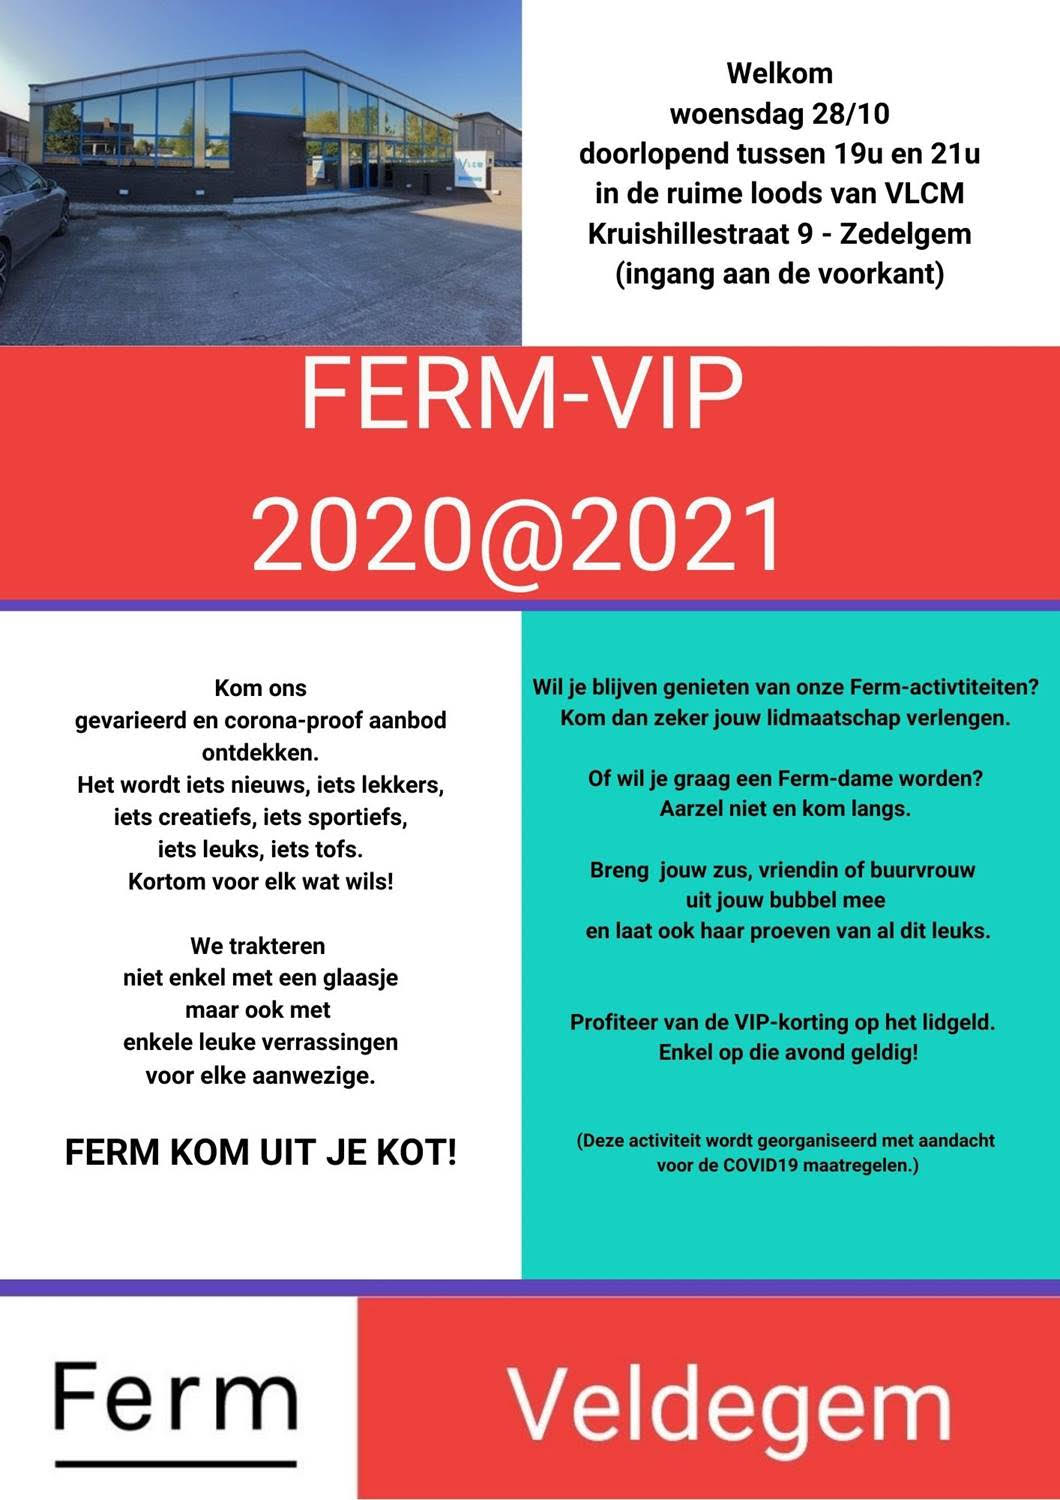 Welkom
woensdag 28/10
doorlopend tussen 19u en 21u
in de ruime loods van VLCM
Kruishillestraat 9 - Zedelgem
(ingang aan de voorkant)
VLCM
FERM-VIP
2020@2021
Kom ons
gevarieerd en corona-proof aanbod
ontdekken.
Het wordt iets nieuws, iets lekkers,
iets creatiefs, iets sportiefs,
iets leuks, iets tofs.
Kortom voor elk wat wils!
We trakteren
niet enkel met een glaasje
maar ook met
enkele leuke verrassingen
voor elke aanwezige.
FERM KOM UIT JE KOT!
Wil je blijven genieten van onze Ferm-activtiteiten?
Kom dan zeker jouw lidmaatschap verlengen.
Of wil je graag een Ferm-dame worden?
Aarzel niet en kom langs.
Breng jouw zus, vriendin of buurvrouw
uit jouw bubbel mee
en laat ook haar proeven van al dit leuks.
Profiteer van de VIP-korting op het lidgeld.
Enkel op die avond geldig!
(Deze activiteit wordt georganiseerd met aandacht
voor de COVID19 maatregelen.)
Ferm
Veldegem